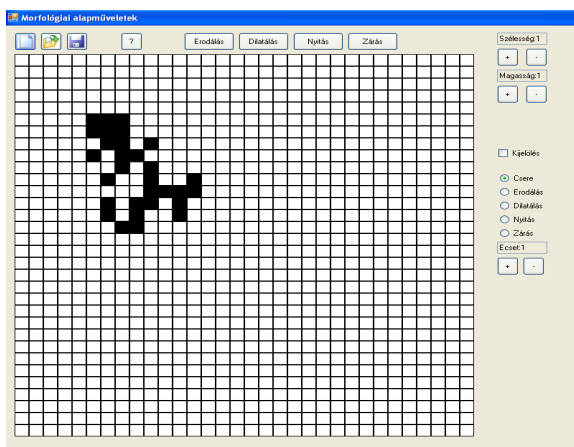 Morfológiai alapműveletek
? Erodálás Dilatálás Nyitás Zárás
Szélesség:1
+ -
Magasság:1
+ -
Kijelölés
Csere
Erodálás
Dilatálás
Nyitás
Zárás
Ecset:1
+ -